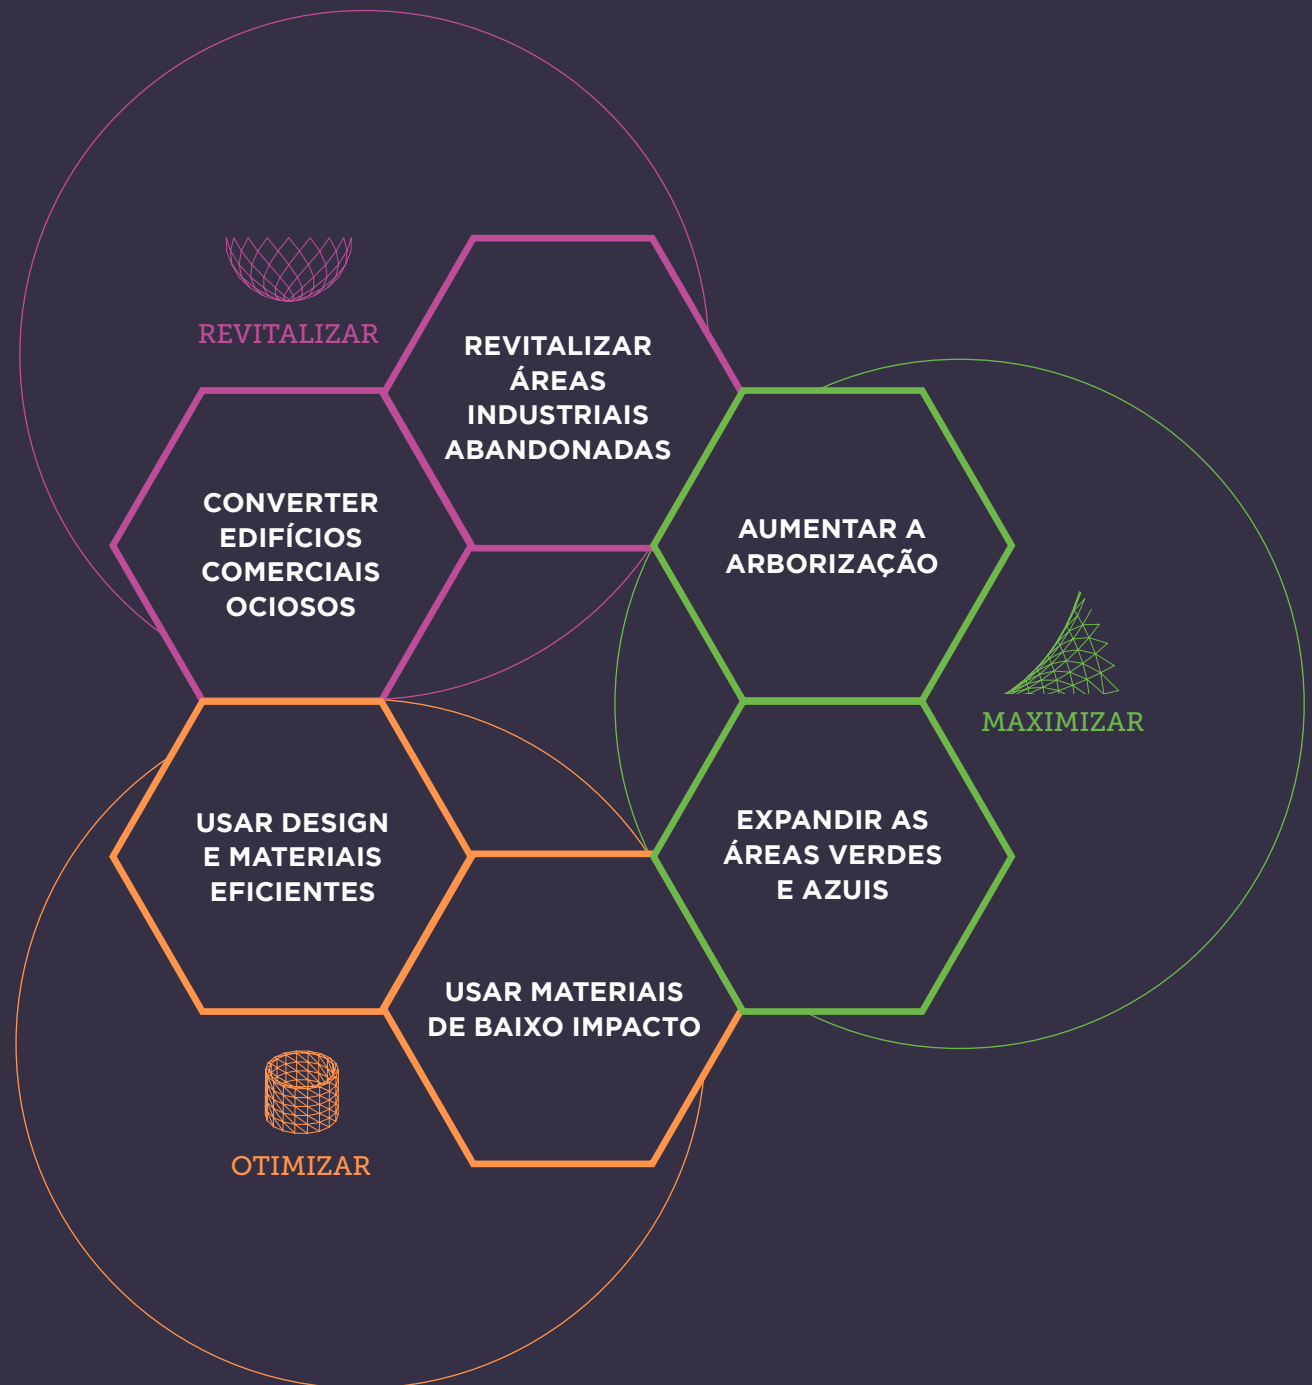 REVITALIZAR
REVITALIZAR
ÁREAS
INDUSTRIAIS
ABANDONADAS
CONVERTER
EDIFÍCIOS
COMERCIAIS
OCIOSOS
AUMENTAR A
ARBORIZAÇÃO
MAXIMIZAR
EXPANDIR AS
ÁREAS VERDES
E AZUIS
USAR DESIGN
E MATERIAIS
EFICIENTES
USAR MATERIAIS
DE BAIXO IMPACTO
OTIMIZAR